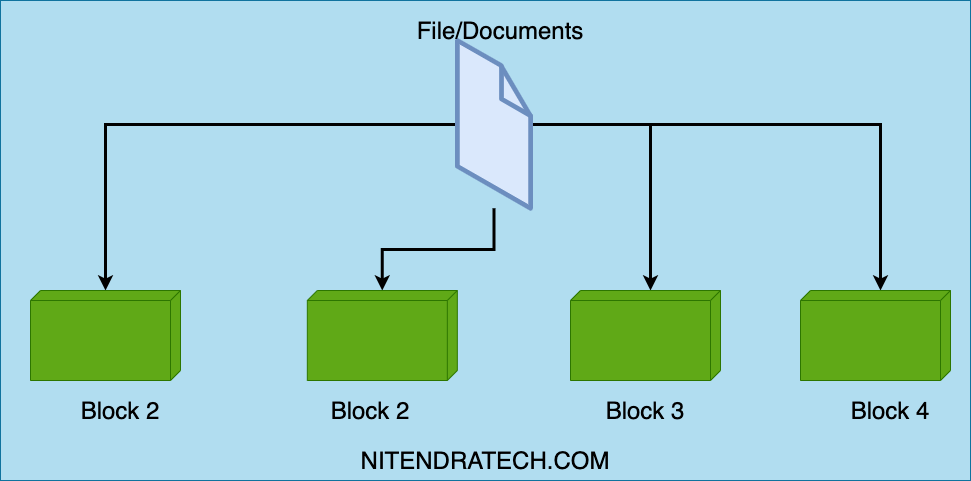 File/Documents
Block 2
Block 2
Block 3
Block 4
NITENDRATECH.COM